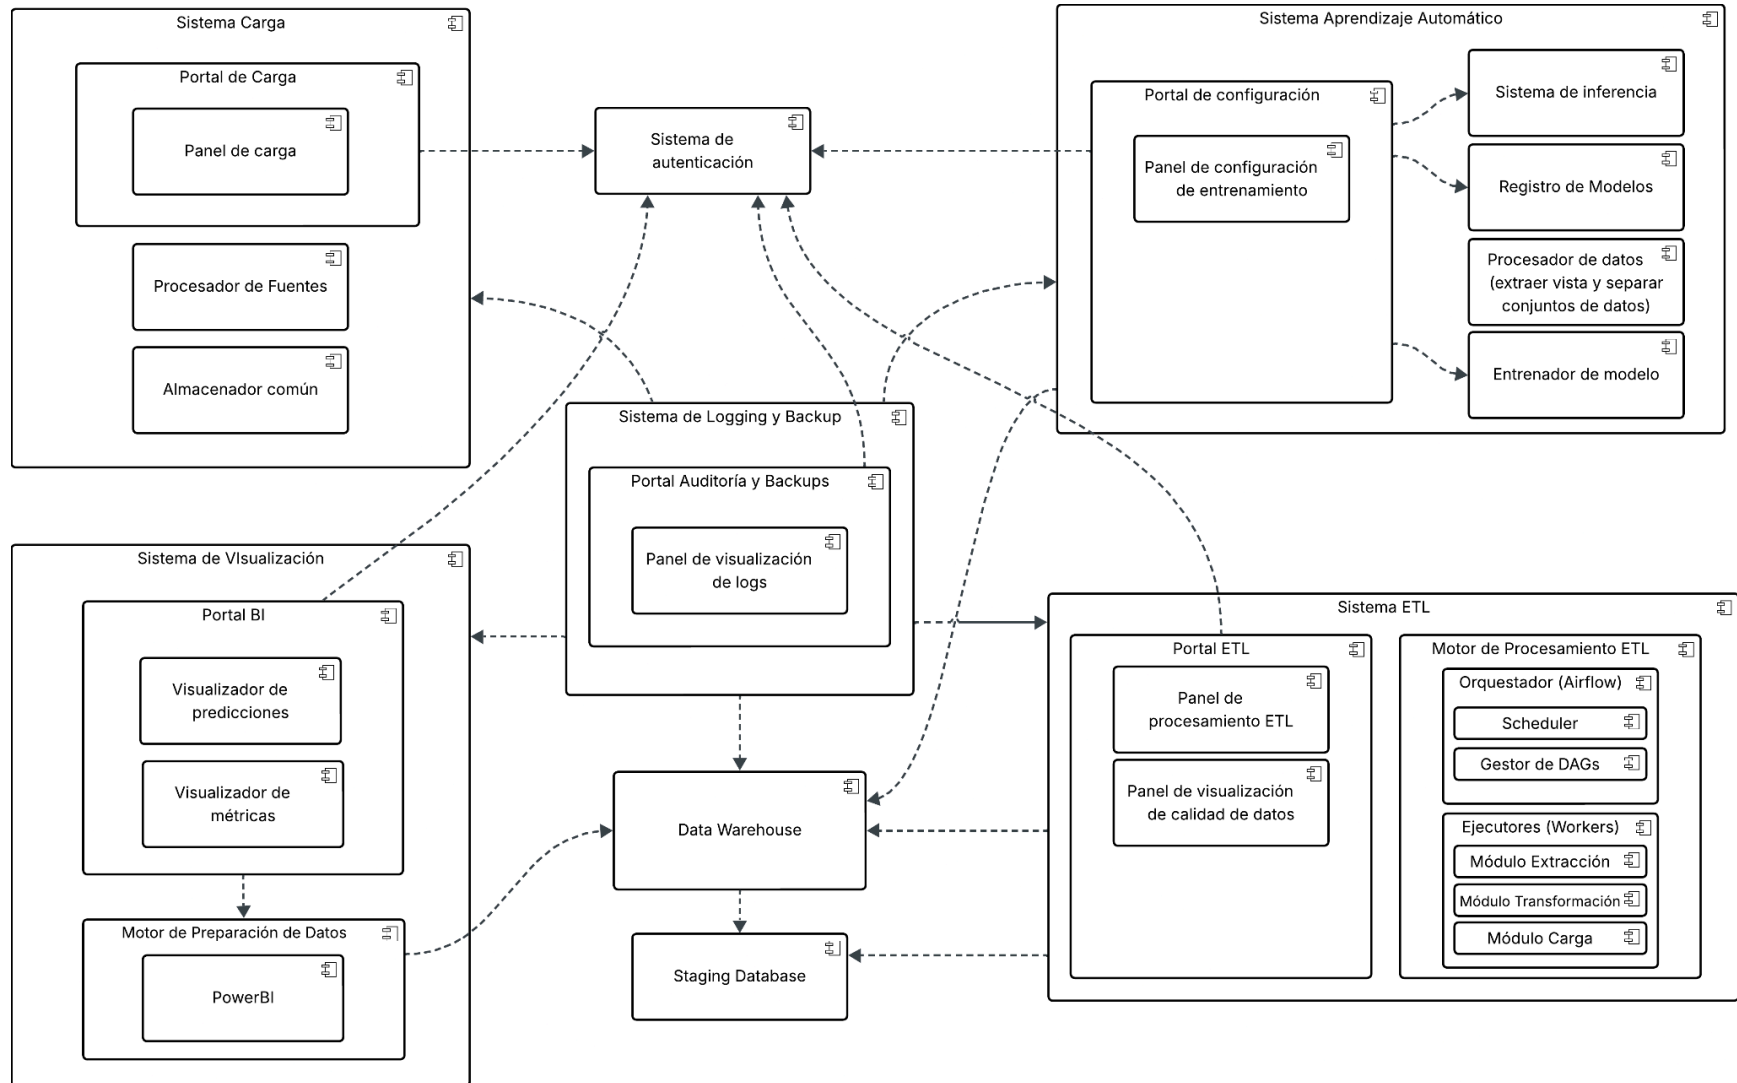 Sistema Carga
Portal de Carga
Panel de carga
Procesador de Fuentes
Almacenador común
Sistema de
autenticación
Sistema Aprendizaje Automático
Portal de configuración
Panel de configuración
de entrenamiento
Sistema de inferencia
Registro de Modelos
Procesador de datos
(extraer vista y separar
conjuntos de datos)
Entrenador de modelo
Sistema de Logging y Backup
Portal Auditoría y Backups
Panel de visualización
de logs
Sistema de VIsualización
Portal BI
Visualizador de
predicciones
Visualizador de
métricas
Motor de Preparación de Datos
PowerBI
Data Warehouse
Staging Database
Sistema ETL
Portal ETL
Panel de
procesamiento ETL
Panel de visualización
de calidad de datos
Motor de Procesamiento ETL
Orquestador (Airflow)
Scheduler
Gestor de DAGs
Ejecutores (Workers)
Módulo Extracción
Módulo Transformación
Módulo Carga